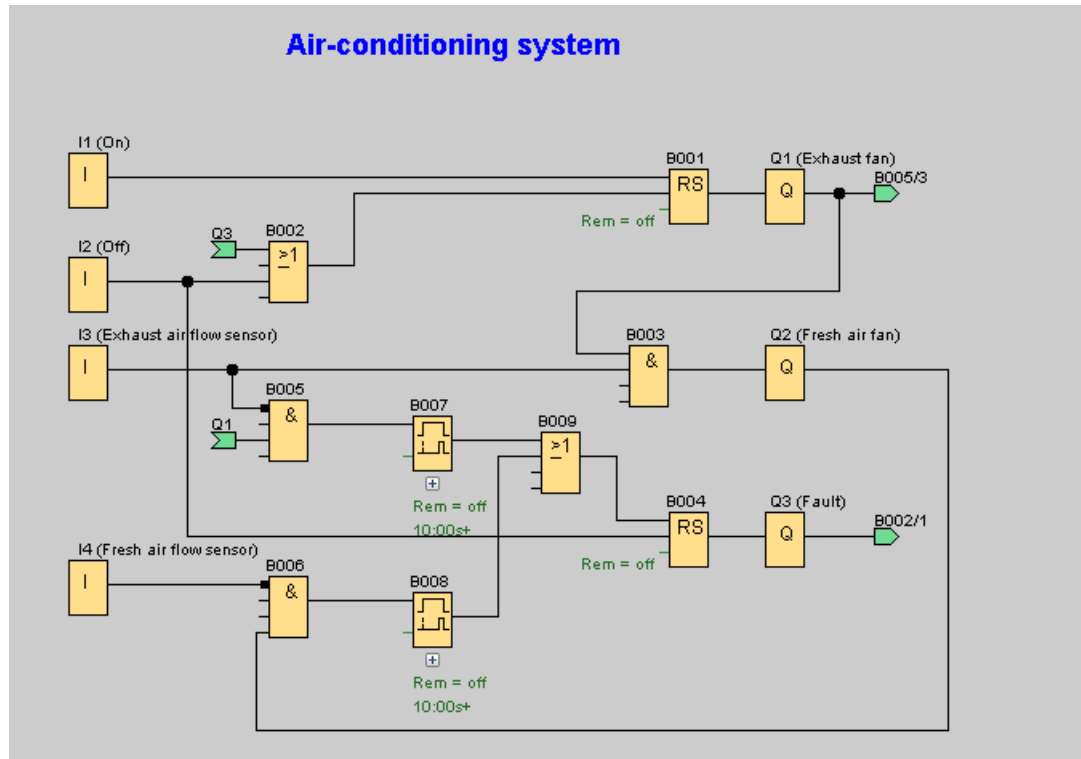 Air-conditioning system
I1 (On)
I
B001
RS
Rem = off
Q1 (Exhaust fan)
Q
B005/3
I2 (Off)
I
Q3
B002
≥1
I3 (Exhaust air flow sensor)
I
B003
&
Q2 (Fresh air fan)
Q
B005
&
Q1
B007
Rem = off
10:00s+
B009
≥1
B004
RS
Rem = off
Q3 (Fault)
Q
B002/1
I4 (Fresh air flow sensor)
I
B006
&
B008
Rem = off
10:00s+